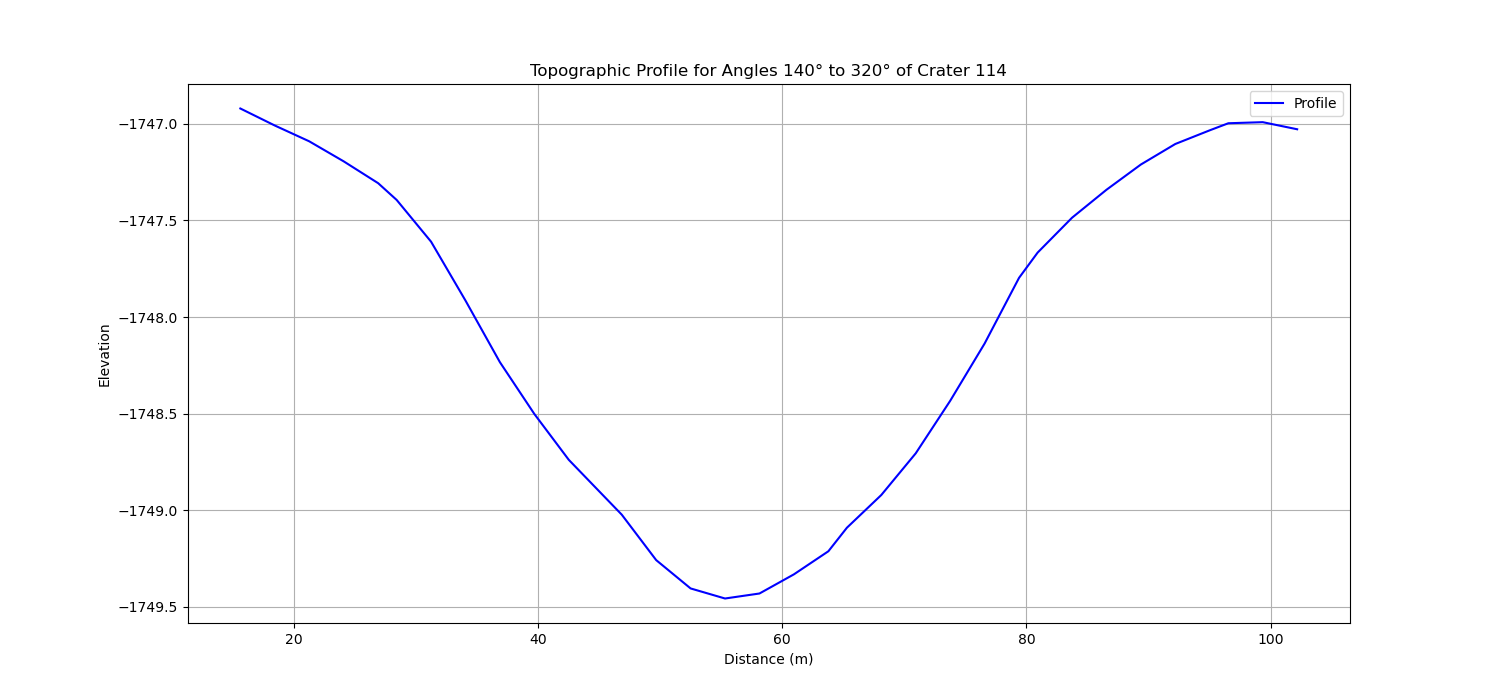 Topographic Profile for Angles 140° to 320° of Crater 114
Profile
−1747.0
−1747.5
−1748.0
−1748.5
−1749.0
−1749.5
Elevation
20 40 60 80 100
Distance (m)